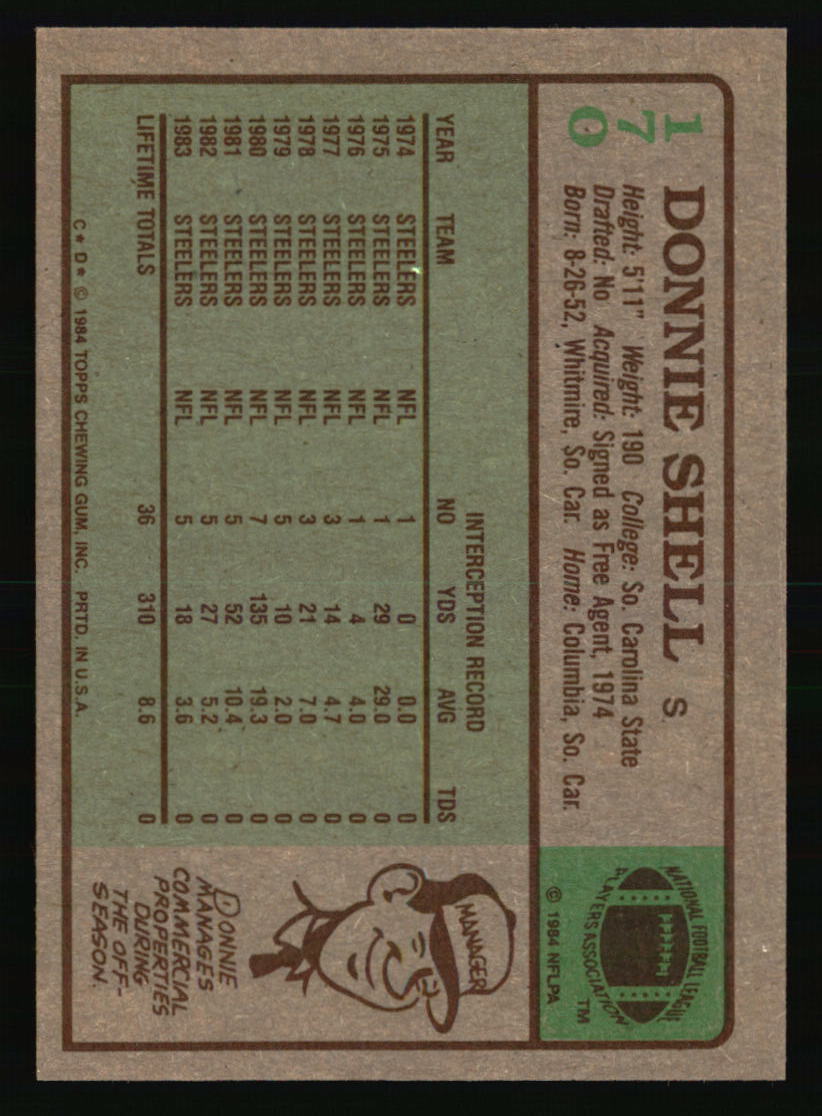 170
DONNIE SHELL S
Height: 5'11" Weight: 190 College: So. Carolina State
Drafted: No Acquired: Signed as Free Agent, 1974
Born: 8-26-52, Whitmire, So. Car. Home: Columbia, So. Car.
NATIONAL FOOTBALL LEAGUE
PLAYERS ASSOCIATION
TM
© 1984 NFLPA
INTERCEPTION RECORD
YEAR TEAM NO YDS AVG TDS
1974 STEELERS NFL 1 0 0.0 0
1975 STEELERS NFL 1 29 29.0 0
1976 STEELERS NFL 1 4 4.0 0
1977 STEELERS NFL 3 14 4.7 0
1978 STEELERS NFL 3 21 7.0 0
1979 STEELERS NFL 5 10 2.0 0
1980 STEELERS NFL 7 135 19.3 0
1981 STEELERS NFL 5 52 10.4 0
1982 STEELERS NFL 5 27 5.2 0
1983 STEELERS NFL 5 18 3.6 0
LIFETIME TOTALS 36 310 8.6 0
C * D * © 1984 TOPPS CHEWING GUM, INC. PRTD. IN U.S.A.
MANAGER
DONNIE
MANAGES
COMMERCIAL
PROPERTIES
DURING
THE OFF-
SEASON.